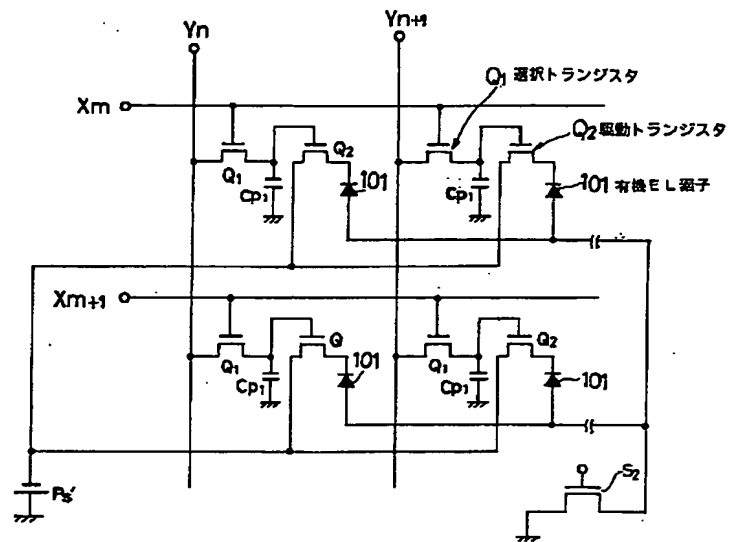 Yn
Yn+1
Q1 選択トランジスタ
Xm
Q2 駆動トランジスタ
Q1
Q2
Cp1
101
Cp1
101 有機EL素子
Xm+1
Q1
Q
Cp1
101
Q1
Q2
Cp1
101
Ps'
S2